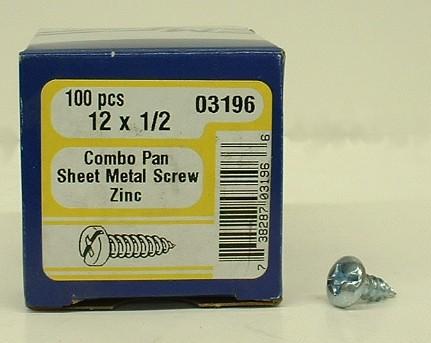 100 pcs
03196
12 x 1/2
Combo Pan
Sheet Metal Screw
Zinc
7 38287 03196 6